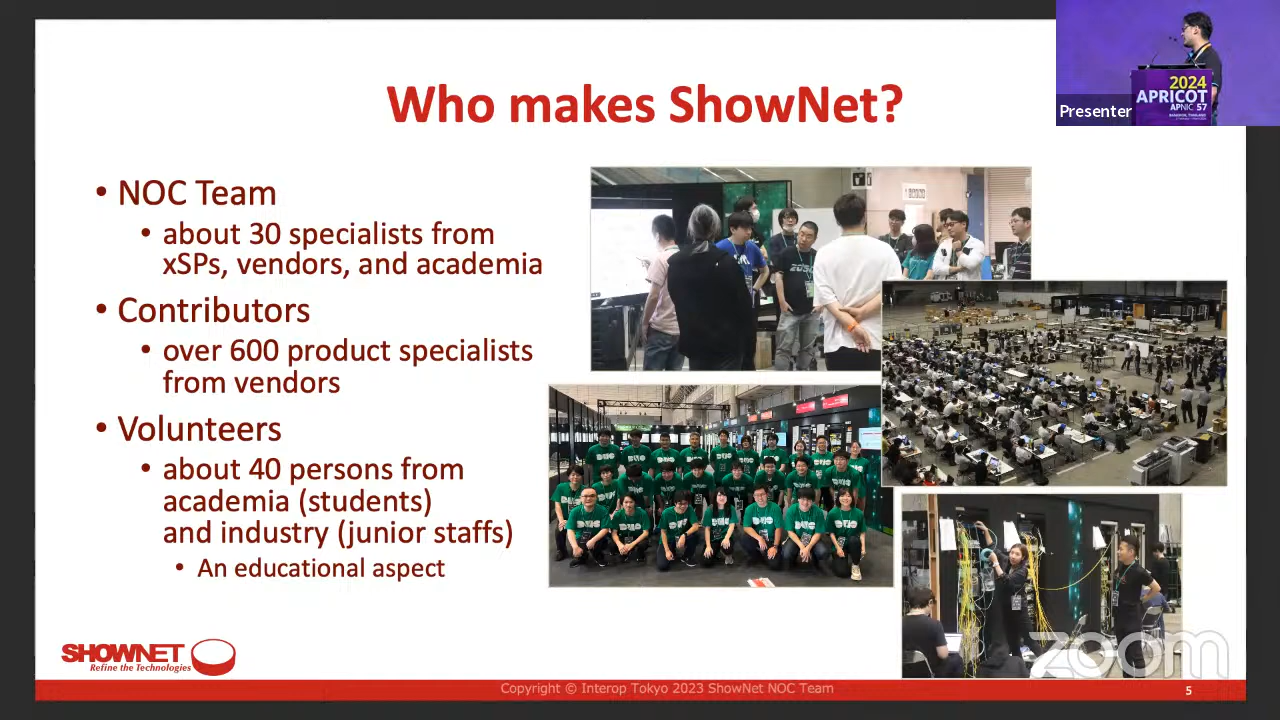 Who makes ShowNet?
• NOC Team
• about 30 specialists from
xSPs, vendors, and academia
• Contributors
• over 600 product specialists
from vendors
• Volunteers
• about 40 persons from
academia (students)
and industry (junior staffs)
• An educational aspect
SHOWNET
Refine the Technologies
Copyright © Interop Tokyo 2023 ShowNet NOC Team
5
Presenter
2024
APRICOT
APNIC 57
zoom